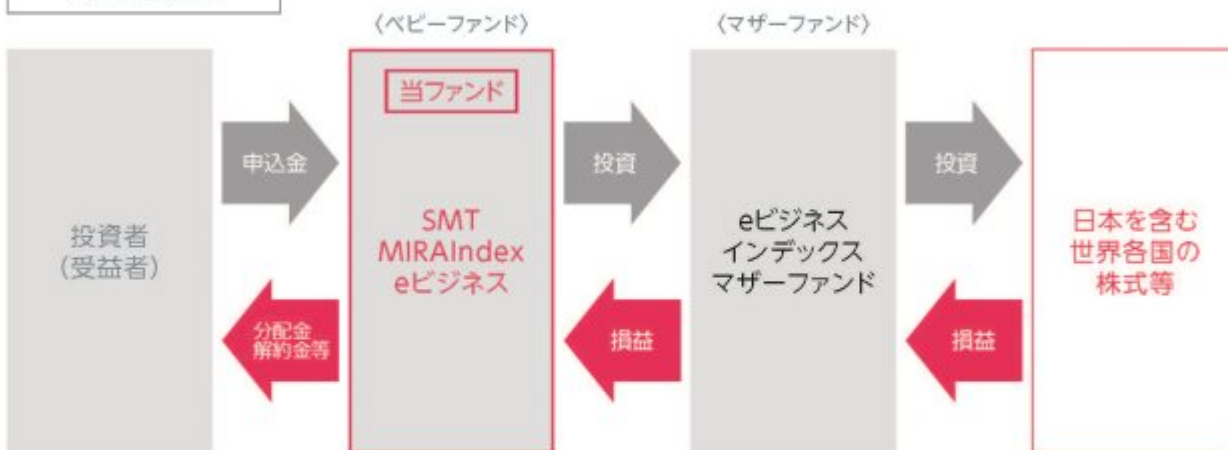 〈ベビーファンド〉
〈マザーファンド〉
投資者
（受益者）
申込金
分配金
解約金等
当ファンド
SMT
MIRAIndex
eビジネス
投資
損益
eビジネス
インデックス
マザーファンド
投資
損益
日本を含む
世界各国の
株式等